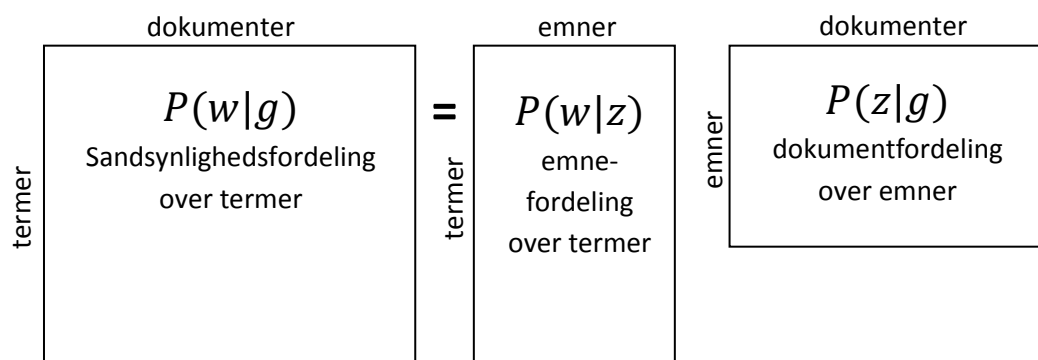 dokumenter
termer
P(w|g)
Sandsynlighedsfordeling
over termer
=
emner
termer
P(w|z)
emne-
fordeling
over termer
dokumenter
emner
P(z|g)
dokumentfordeling
over emner